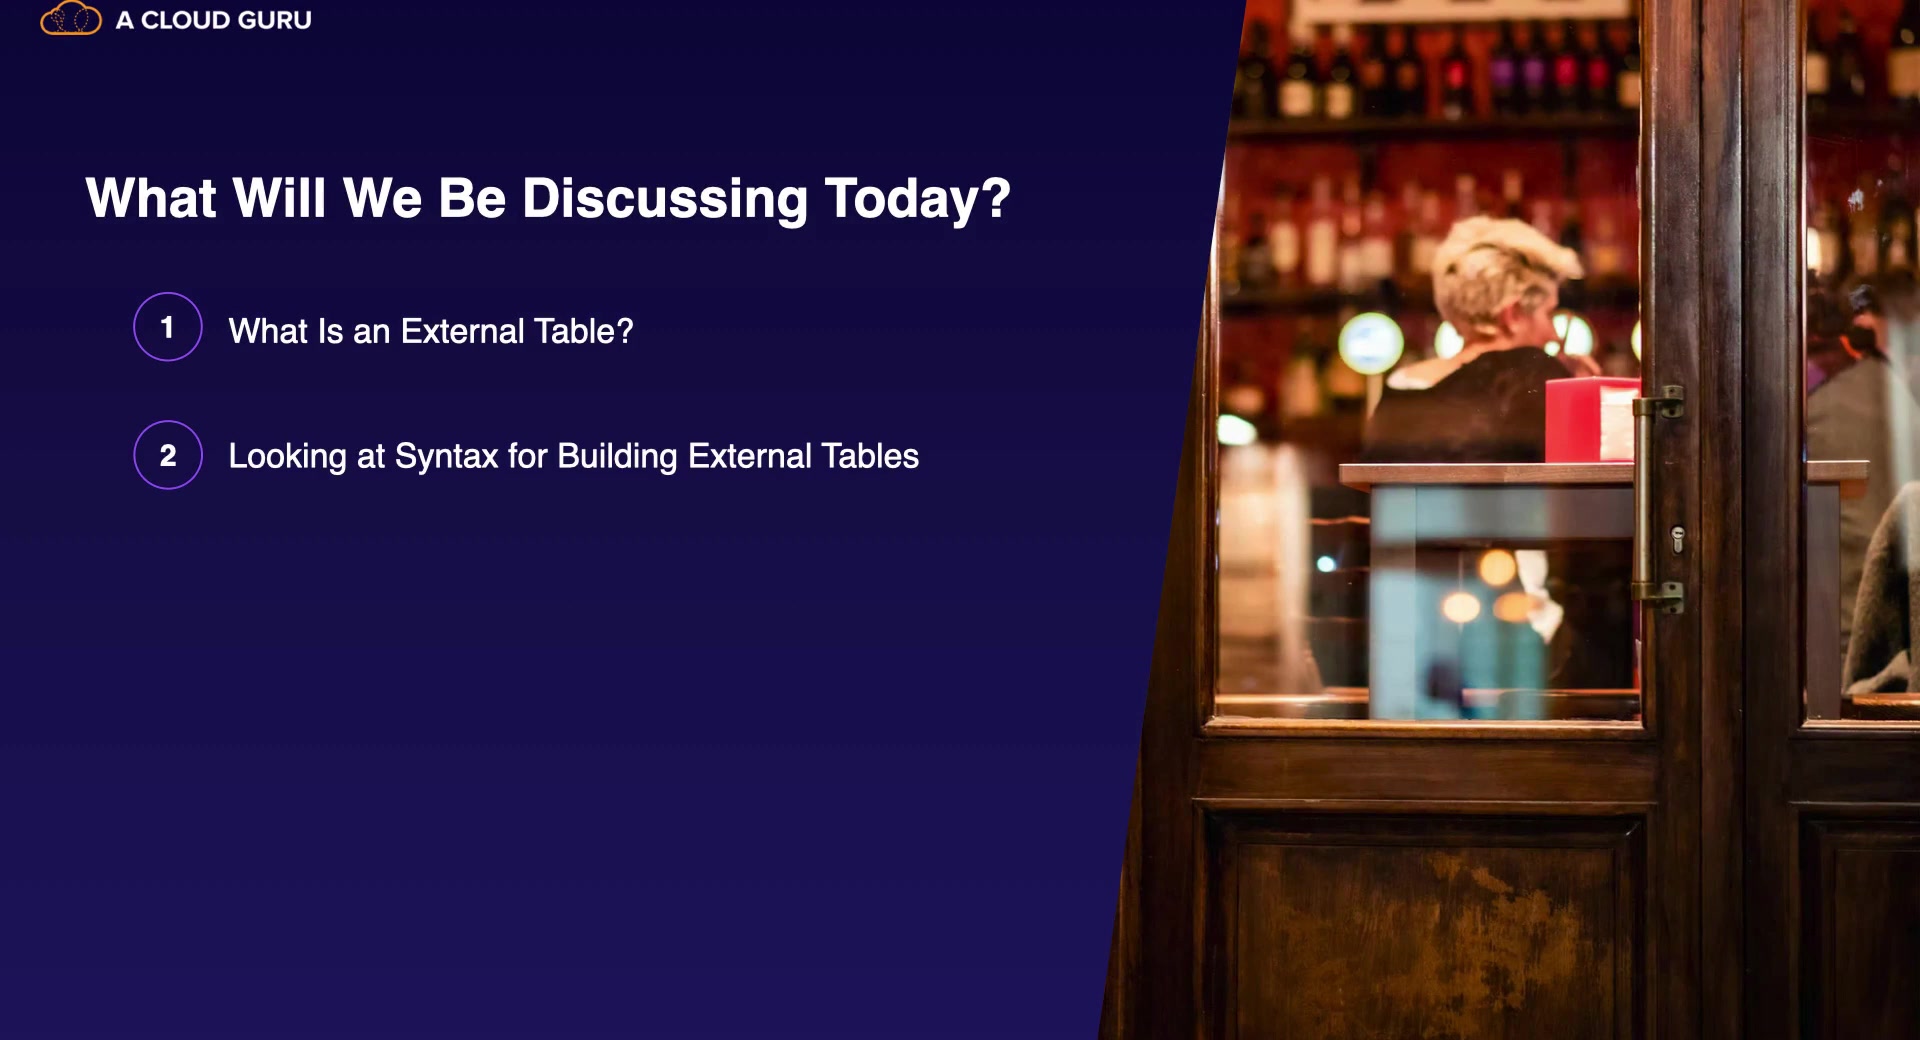 A CLOUD GURU
What Will We Be Discussing Today?
1 What Is an External Table?
2 Looking at Syntax for Building External Tables